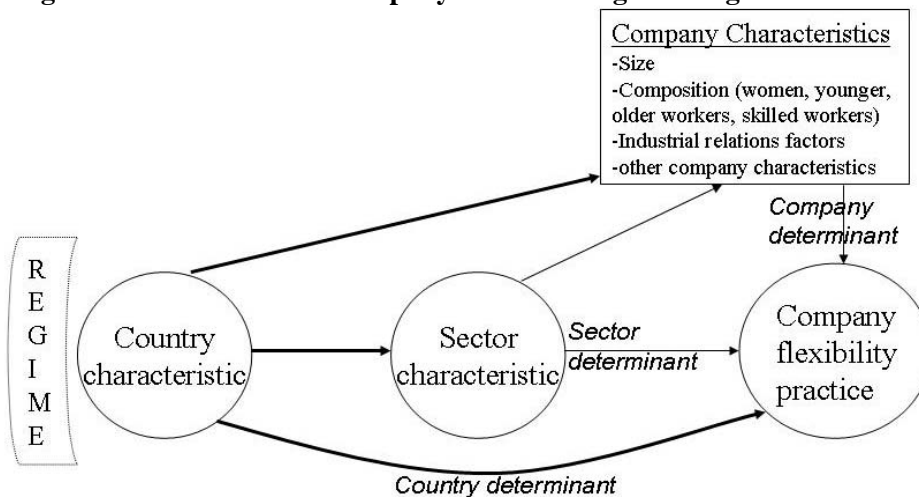 Company Characteristics
-Size
-Composition (women, younger,
older workers, skilled workers)
-Industrial relations factors
-other company characteristics
Company
determinant
R
E
G
I
M
E
Country
characteristic
Sector
characteristic
Sector
determinant
Company
flexibility
practice
Country determinant